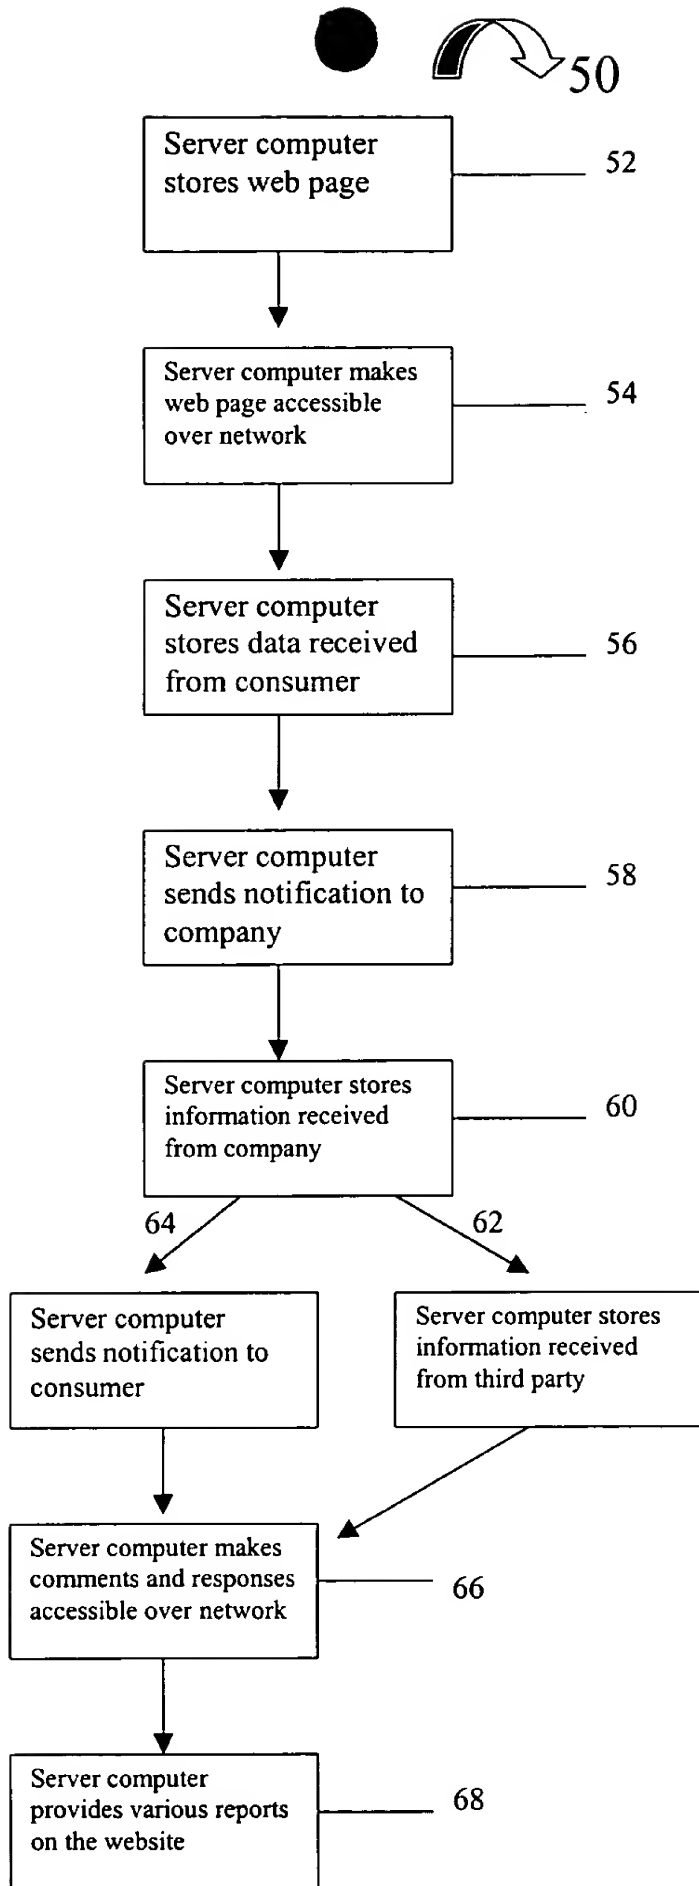 50
Server computer
stores web page
52
Server computer makes
web page accessible
over network
54
Server computer
stores data received
from consumer
56
Server computer
sends notification to
company
58
Server computer stores
information received
from company
60
64
62
Server computer
sends notification to
consumer
Server computer stores
information received
from third party
Server computer makes
comments and responses
accessible over network
66
Server computer
provides various reports
on the website
68